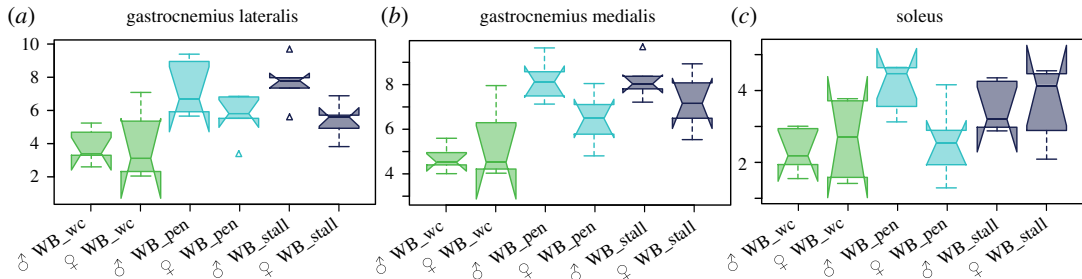 (a) gastrocnemius lateralis
10
8
6
4
2
♂ WB_wc
♀ WB_wc
♂ WB_pen
♀ WB_pen
♂ WB_stall
♀ WB_stall
(b) gastrocnemius medialis
8
6
4
♂ WB_wc
♀ WB_wc
♂ WB_pen
♀ WB_pen
♂ WB_stall
♀ WB_stall
(c) soleus
4
2
♂ WB_wc
♀ WB_wc
♂ WB_pen
♀ WB_pen
♂ WB_stall
♀ WB_stall